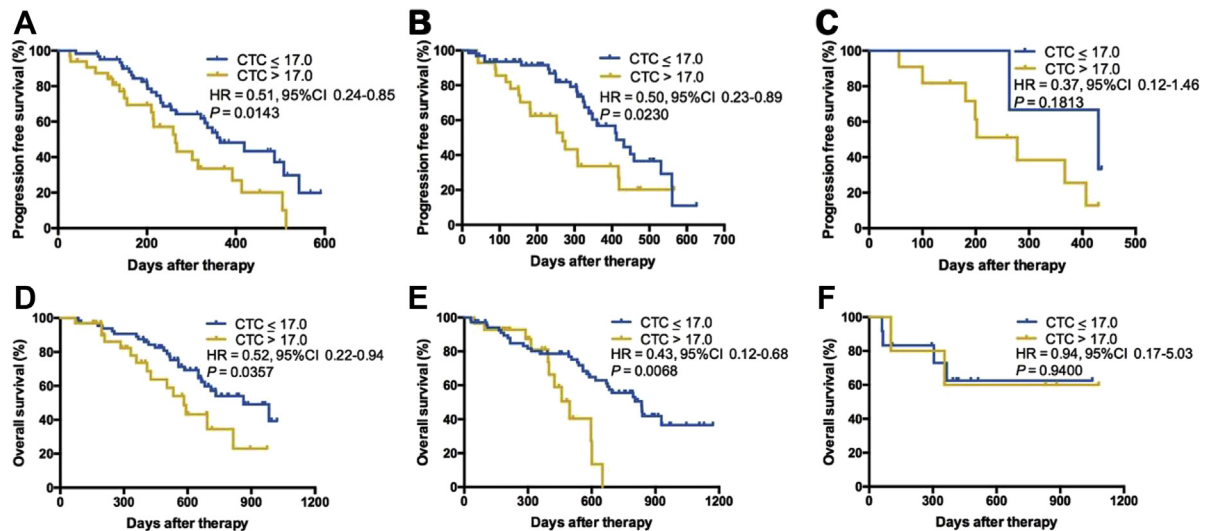 A
Progression free survival (%)
100
80
60
40
20
0
CTC ≤ 17.0
CTC > 17.0
HR = 0.51, 95%CI 0.24-0.85
P = 0.0143
0 200 400 600
Days after therapy
B
Progression free survival (%)
100
80
60
40
20
0
CTC ≤ 17.0
CTC > 17.0
HR = 0.50, 95%CI 0.23-0.89
P = 0.0230
0 100 200 300 400 500 600 700
Days after therapy
C
Progression free survival (%)
100
80
60
40
20
0
CTC ≤ 17.0
CTC > 17.0
HR = 0.37, 95%CI 0.12-1.46
P = 0.1813
0 100 200 300 400 500
Days after therapy
D
Overall survival (%)
100
80
60
40
20
0
CTC ≤ 17.0
CTC > 17.0
HR = 0.52, 95%CI 0.22-0.94
P = 0.0357
0 300 600 900 1200
Days after therapy
E
Overall survival (%)
100
80
60
40
20
0
CTC ≤ 17.0
CTC > 17.0
HR = 0.43, 95%CI 0.12-0.68
P = 0.0068
0 300 600 900 1200
Days after therapy
F
Overall survival (%)
100
80
60
40
20
0
CTC ≤ 17.0
CTC > 17.0
HR = 0.94, 95%CI 0.17-5.03
P = 0.9400
0 300 600 900 1200
Days after therapy